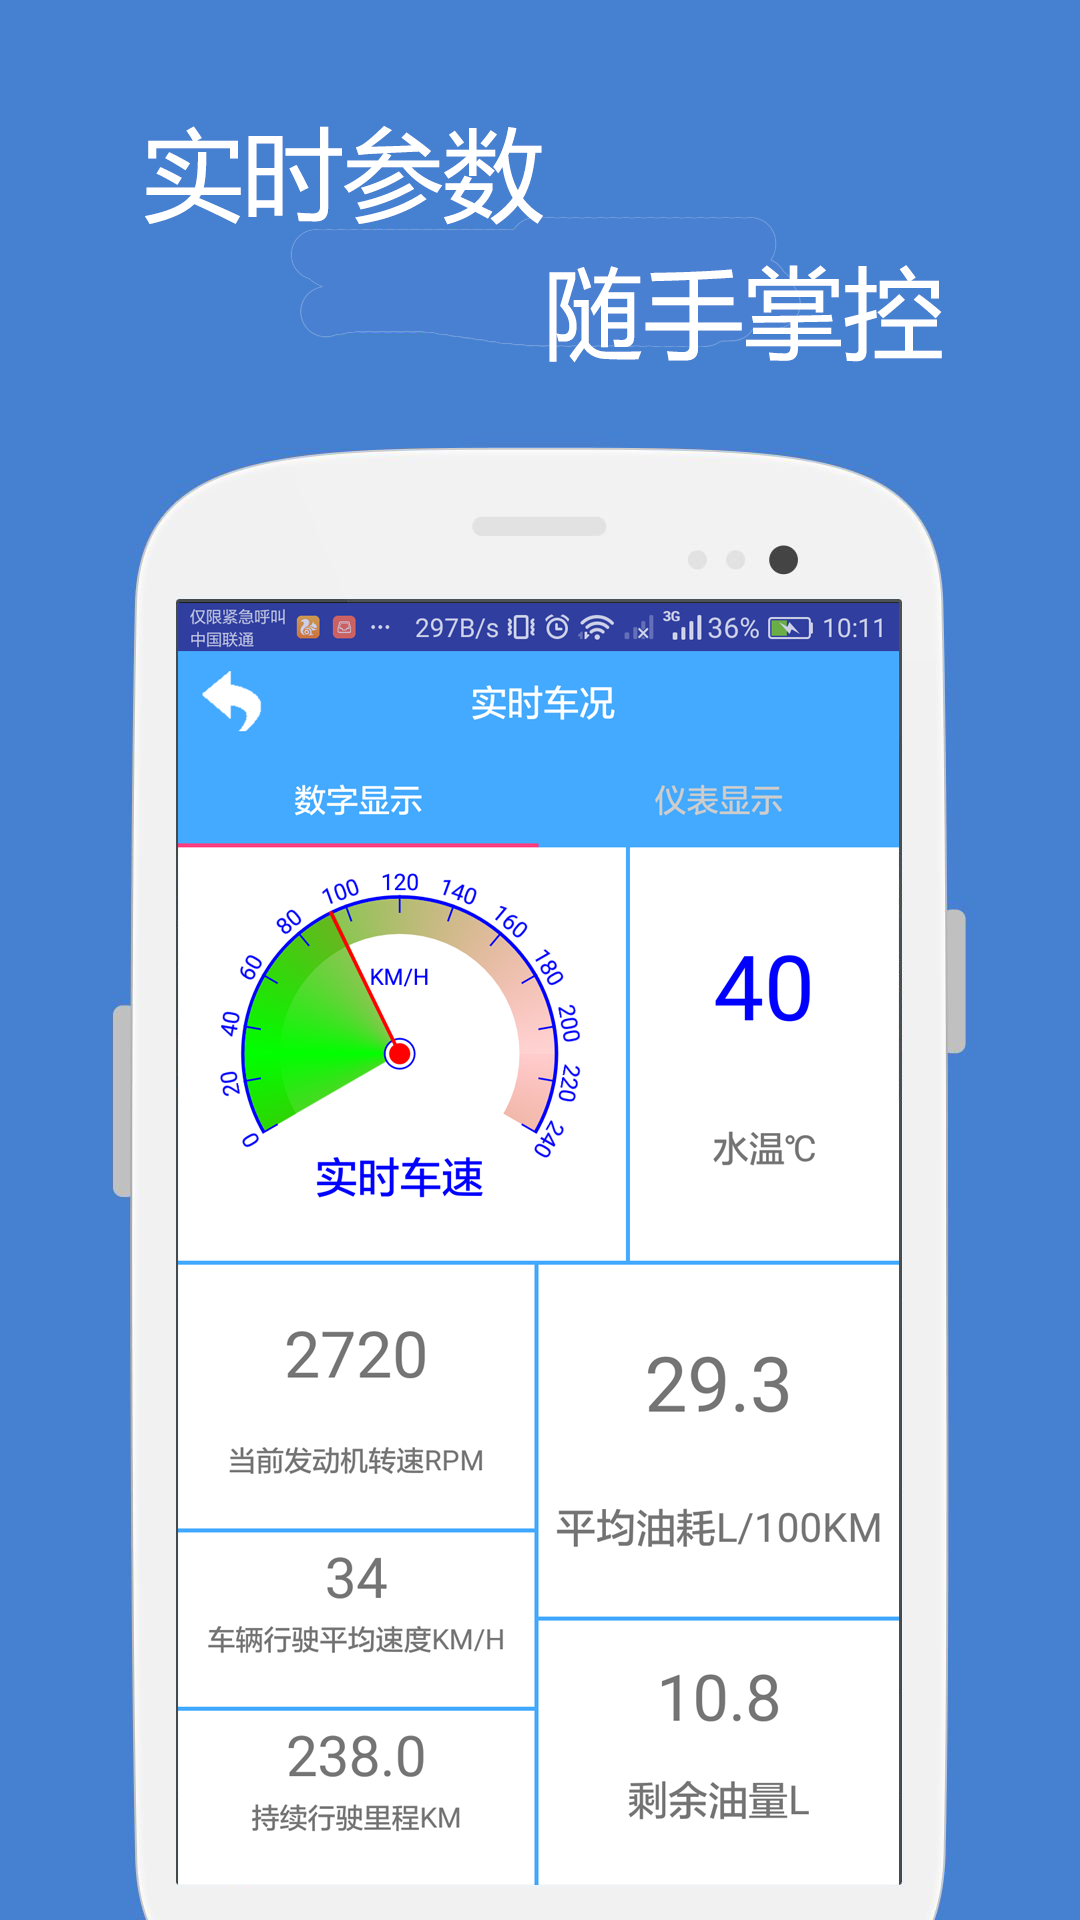 实时参数
随手掌控
仅限紧急呼叫
中国联通
297B/s 3G 36% 10:11
实时车况
数字显示 仪表显示
0 20 40 60 80 100 120 140 160 180 200 220 240
KM/H
实时车速
40
水温℃
2720
当前发动机转速RPM
29.3
平均油耗L/100KM
34
车辆行驶平均速度KM/H
10.8
剩余油量L
238.0
持续行驶里程KM